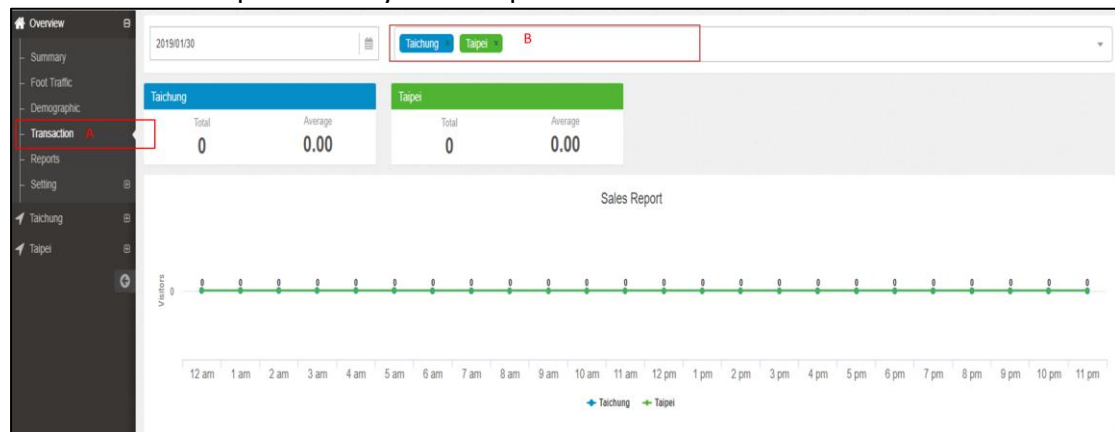 Overview
Summary
Foot Traffic
Demographic
Transaction A
Reports
Setting
Taichung
Taipei
2019/01/30
Taichung × Taipei × B
Taichung
Total Average
0 0.00
Taipei
Total Average
0 0.00
Sales Report
Visitors
0
0 0 0 0 0 0 0 0 0 0 0 0 0 0 0 0 0 0 0 0 0 0 0 0
12 am 1 am 2 am 3 am 4 am 5 am 6 am 7 am 8 am 9 am 10 am 11 am 12 pm 1 pm 2 pm 3 pm 4 pm 5 pm 6 pm 7 pm 8 pm 9 pm 10 pm 11 pm
Taichung Taipei